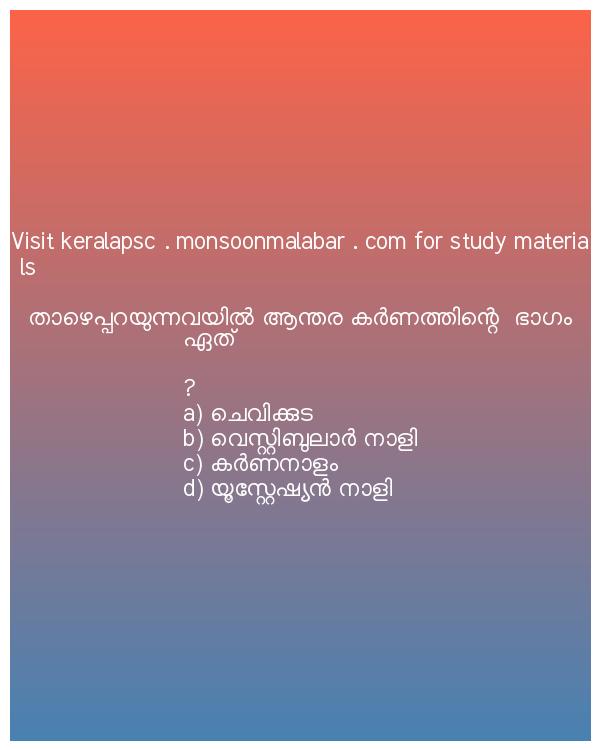 Visit keralapsc . monsoonmalabar . com for study materia
ls
താഴെപ്പറയുന്നവയിൽ ആന്തര കർണത്തിന്റെ ഭാഗം
ഏത്
?
a) ചെവിക്കുട
b) വെസ്റ്റിബുലാർ നാളി
c) കർണനാളം
d) യൂസ്റ്റേഷ്യൻ നാളി